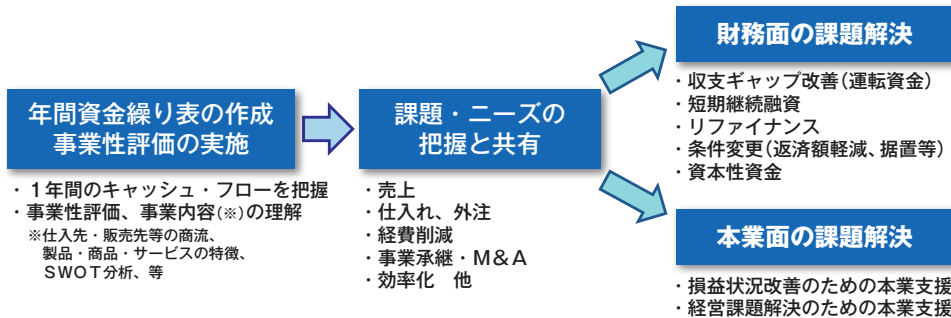 年間資金繰り表の作成
事業性評価の実施
・１年間のキャッシュ・フローを把握
・事業性評価、事業内容(※)の理解
※仕入先・販売先等の商流、
製品・商品・サービスの特徴、
ＳＷＯＴ分析、等
課題・ニーズの
把握と共有
・売上
・仕入れ、外注
・経費削減
・事業承継・Ｍ＆Ａ
・効率化　他
財務面の課題解決
・収支ギャップ改善(運転資金)
・短期継続融資
・リファイナンス
・条件変更(返済額軽減、据置等)
・資本性資金
本業面の課題解決
・損益状況改善のための本業支援
・経営課題解決のための本業支援